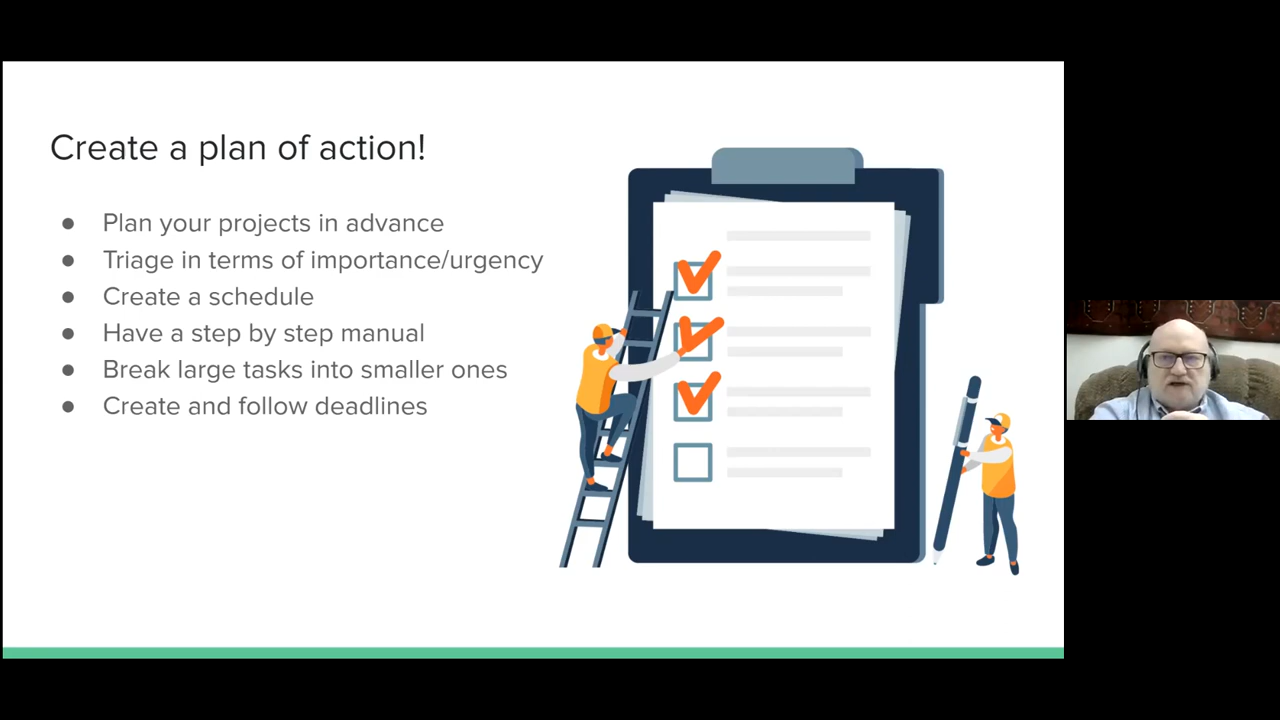 Create a plan of action!
● Plan your projects in advance
● Triage in terms of importance/urgency
● Create a schedule
● Have a step by step manual
● Break large tasks into smaller ones
● Create and follow deadlines